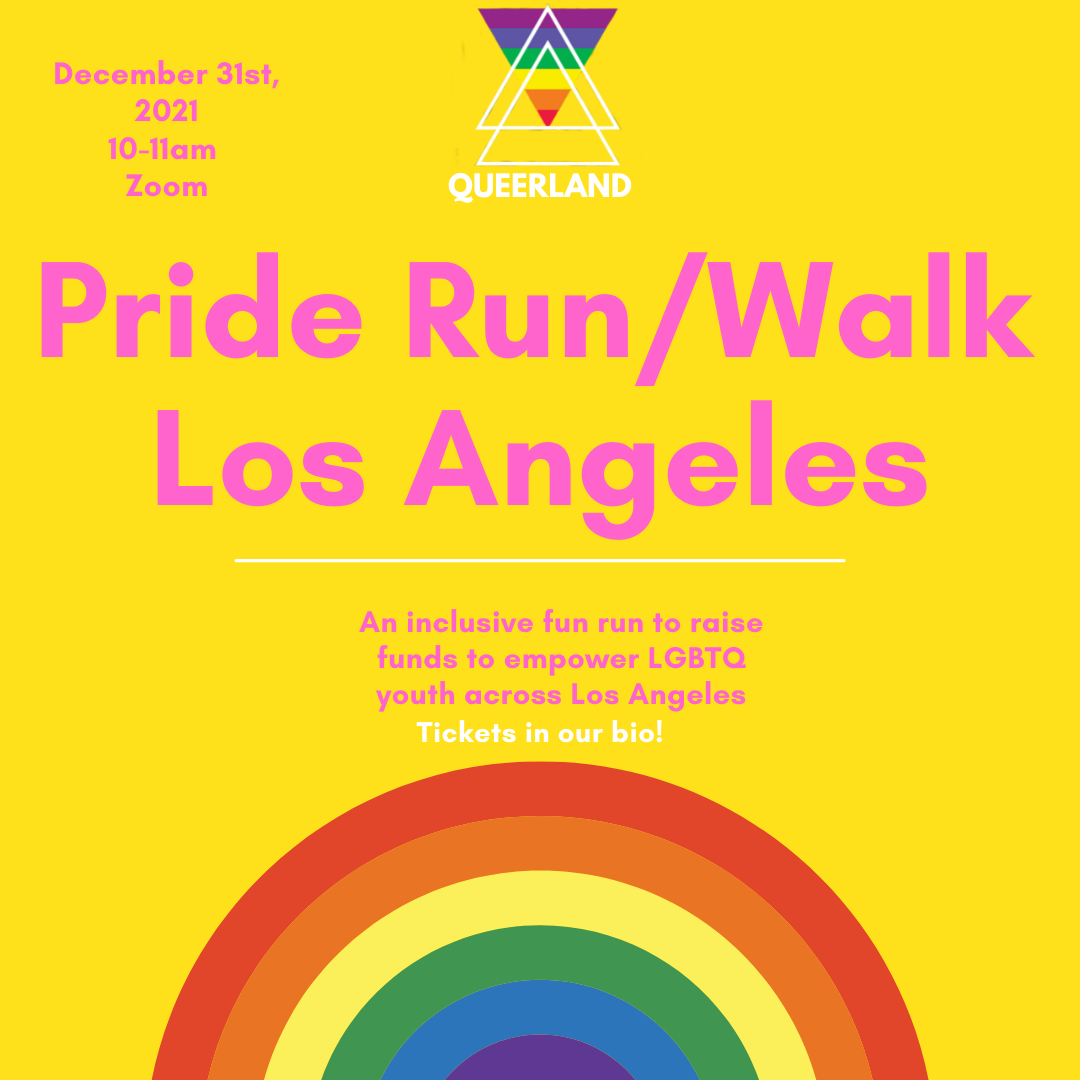 December 31st,
2021
10-11am
Zoom
QUEERLAND
Pride Run/Walk
Los Angeles
An inclusive fun run to raise
funds to empower LGBTQ
youth across Los Angeles
Tickets in our bio!